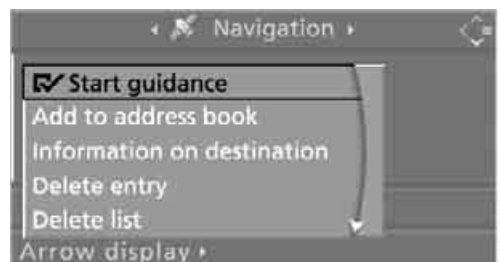 Navigation
Start guidance
Add to address book
Information on destination
Delete entry
Delete list
Arrow display